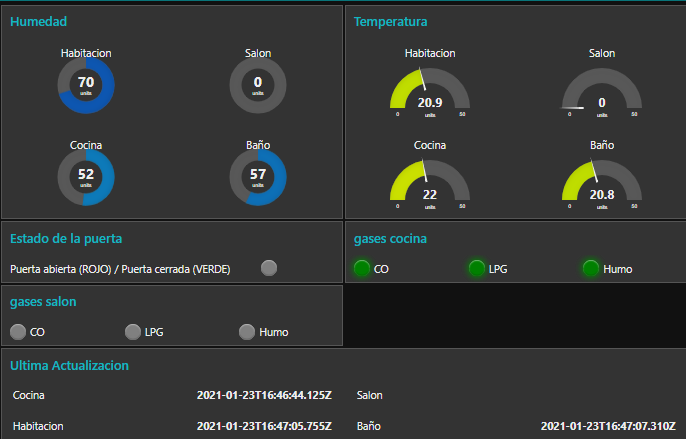 Humedad
Habitacion
70
units
Salon
0
units
Cocina
52
units
Baño
57
units
Temperatura
Habitacion
20.9
0 units 50
Salon
0
0 units 50
Cocina
22
0 units 50
Baño
20.8
0 units 50
Estado de la puerta
Puerta abierta (ROJO) / Puerta cerrada (VERDE)
gases cocina
CO LPG Humo
gases salon
CO LPG Humo
Ultima Actualizacion
Cocina 2021-01-23T16:46:44.125Z
Salon
Habitacion 2021-01-23T16:47:05.755Z
Baño 2021-01-23T16:47:07.310Z